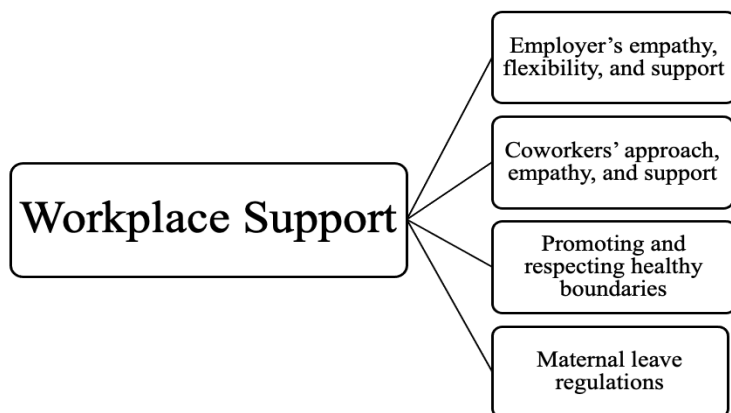 Workplace Support
Employer’s empathy,
flexibility, and support
Coworkers’ approach,
empathy, and support
Promoting and
respecting healthy
boundaries
Maternal leave
regulations